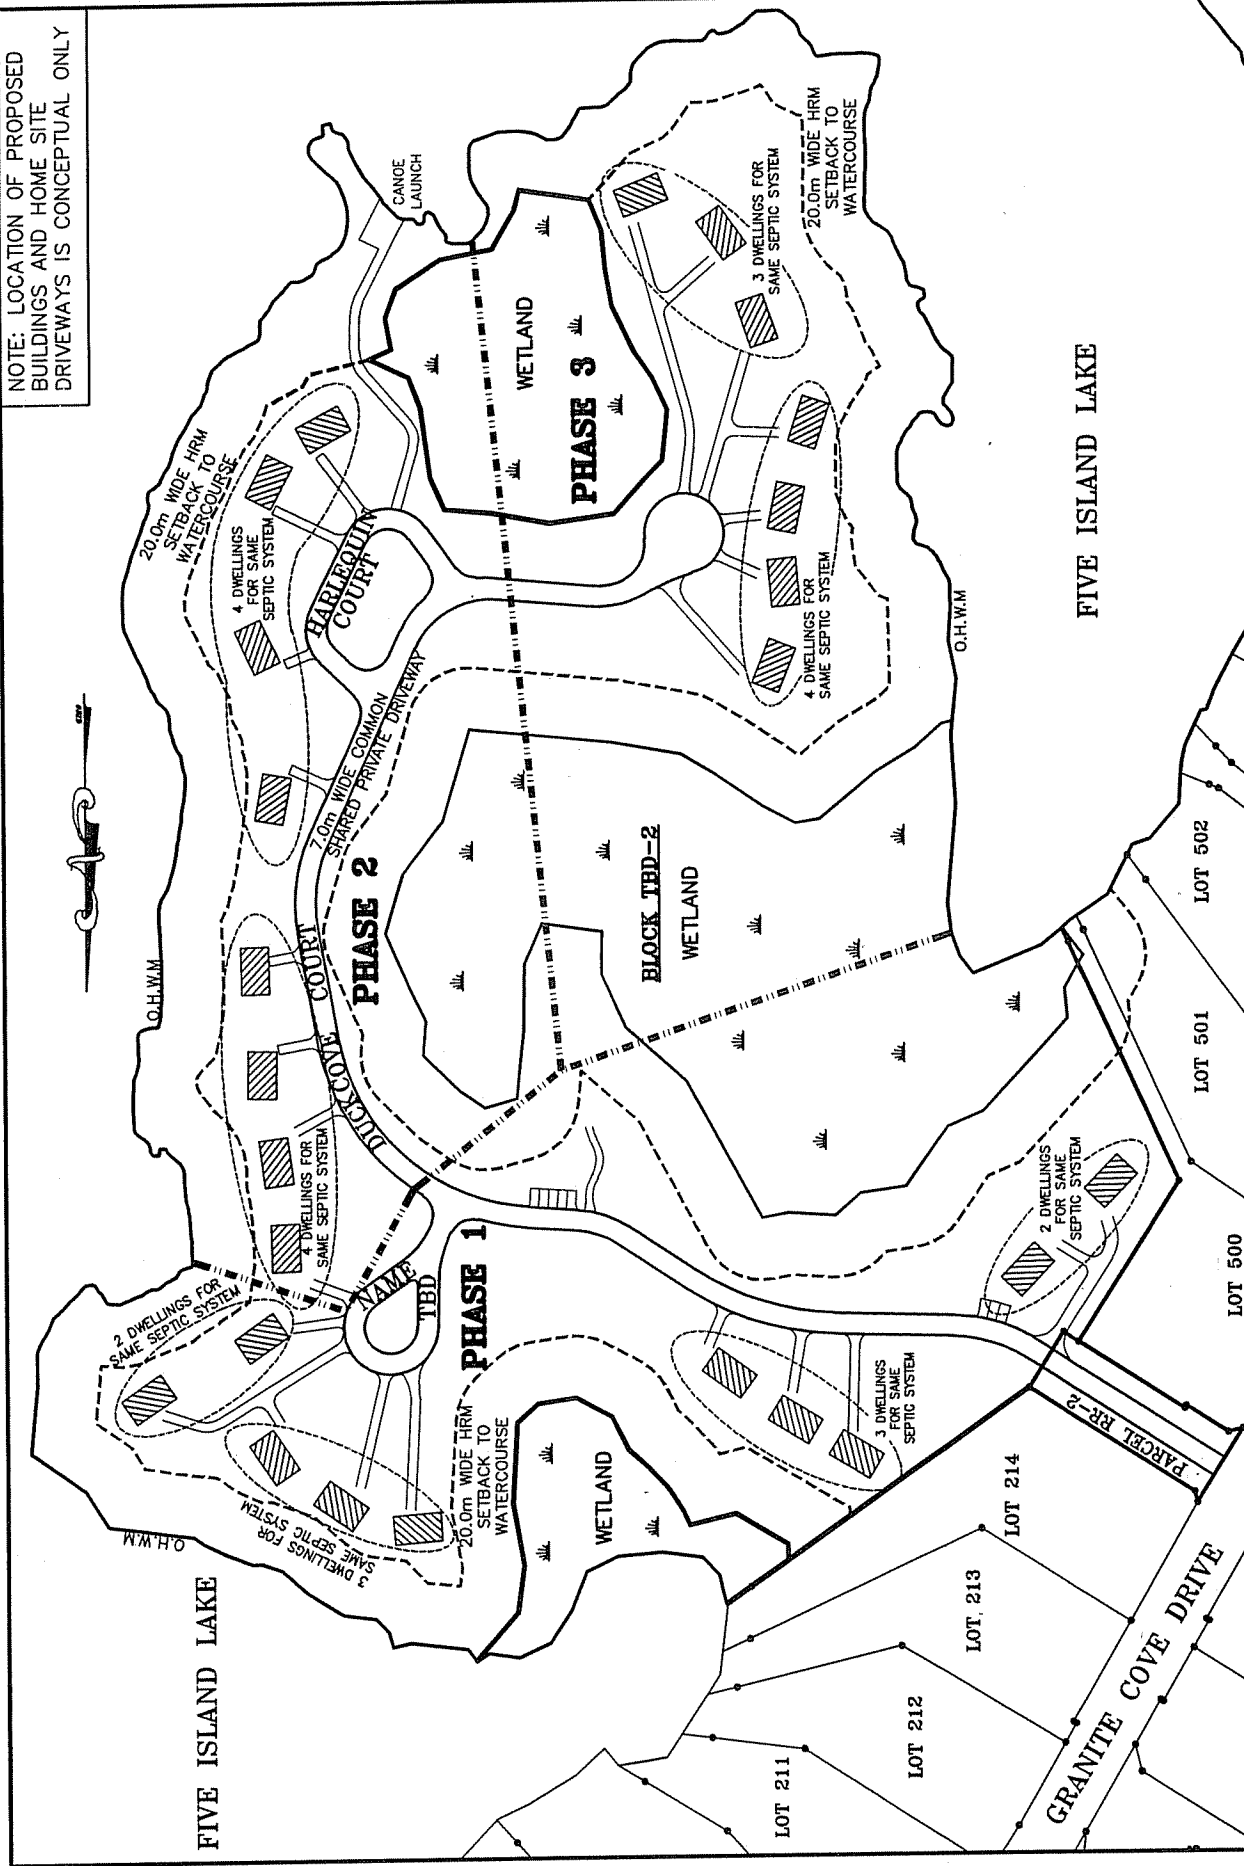 NOTE: LOCATION OF PROPOSED
BUILDINGS AND HOME SITE
DRIVEWAYS IS CONCEPTUAL ONLY
FIVE ISLAND LAKE
O.H.W.M
2 DWELLINGS FOR
SAME SEPTIC SYSTEM
3 DWELLINGS FOR
SAME SEPTIC SYSTEM
20.0m WIDE HRM
SETBACK TO
WATERCOURSE
WETLAND
NAME
TBD
PHASE 1
4 DWELLINGS FOR
SAME SEPTIC SYSTEM
O.H.W.M
DUCKCOVE COURT
PHASE 2
7.0m WIDE COMMON
SHARED PRIVATE DRIVEWAY
4 DWELLINGS
FOR SAME
SEPTIC SYSTEM
20.0m WIDE HRM
SETBACK TO
WATERCOURSE
HARLEQUIN
COURT
CANOE
LAUNCH
WETLAND
PHASE 3
3 DWELLINGS FOR
SAME SEPTIC SYSTEM
20.0m WIDE HRM
SETBACK TO
WATERCOURSE
4 DWELLINGS FOR
SAME SEPTIC SYSTEM
BLOCK TBD-2
WETLAND
O.H.W.M
FIVE ISLAND LAKE
3 DWELLINGS
FOR SAME
SEPTIC SYSTEM
2 DWELLINGS
FOR SAME
SEPTIC SYSTEM
PARCEL RR-2
LOT 211
LOT 212
LOT 213
LOT 214
LOT 500
LOT 501
LOT 502
GRANITE COVE DRIVE